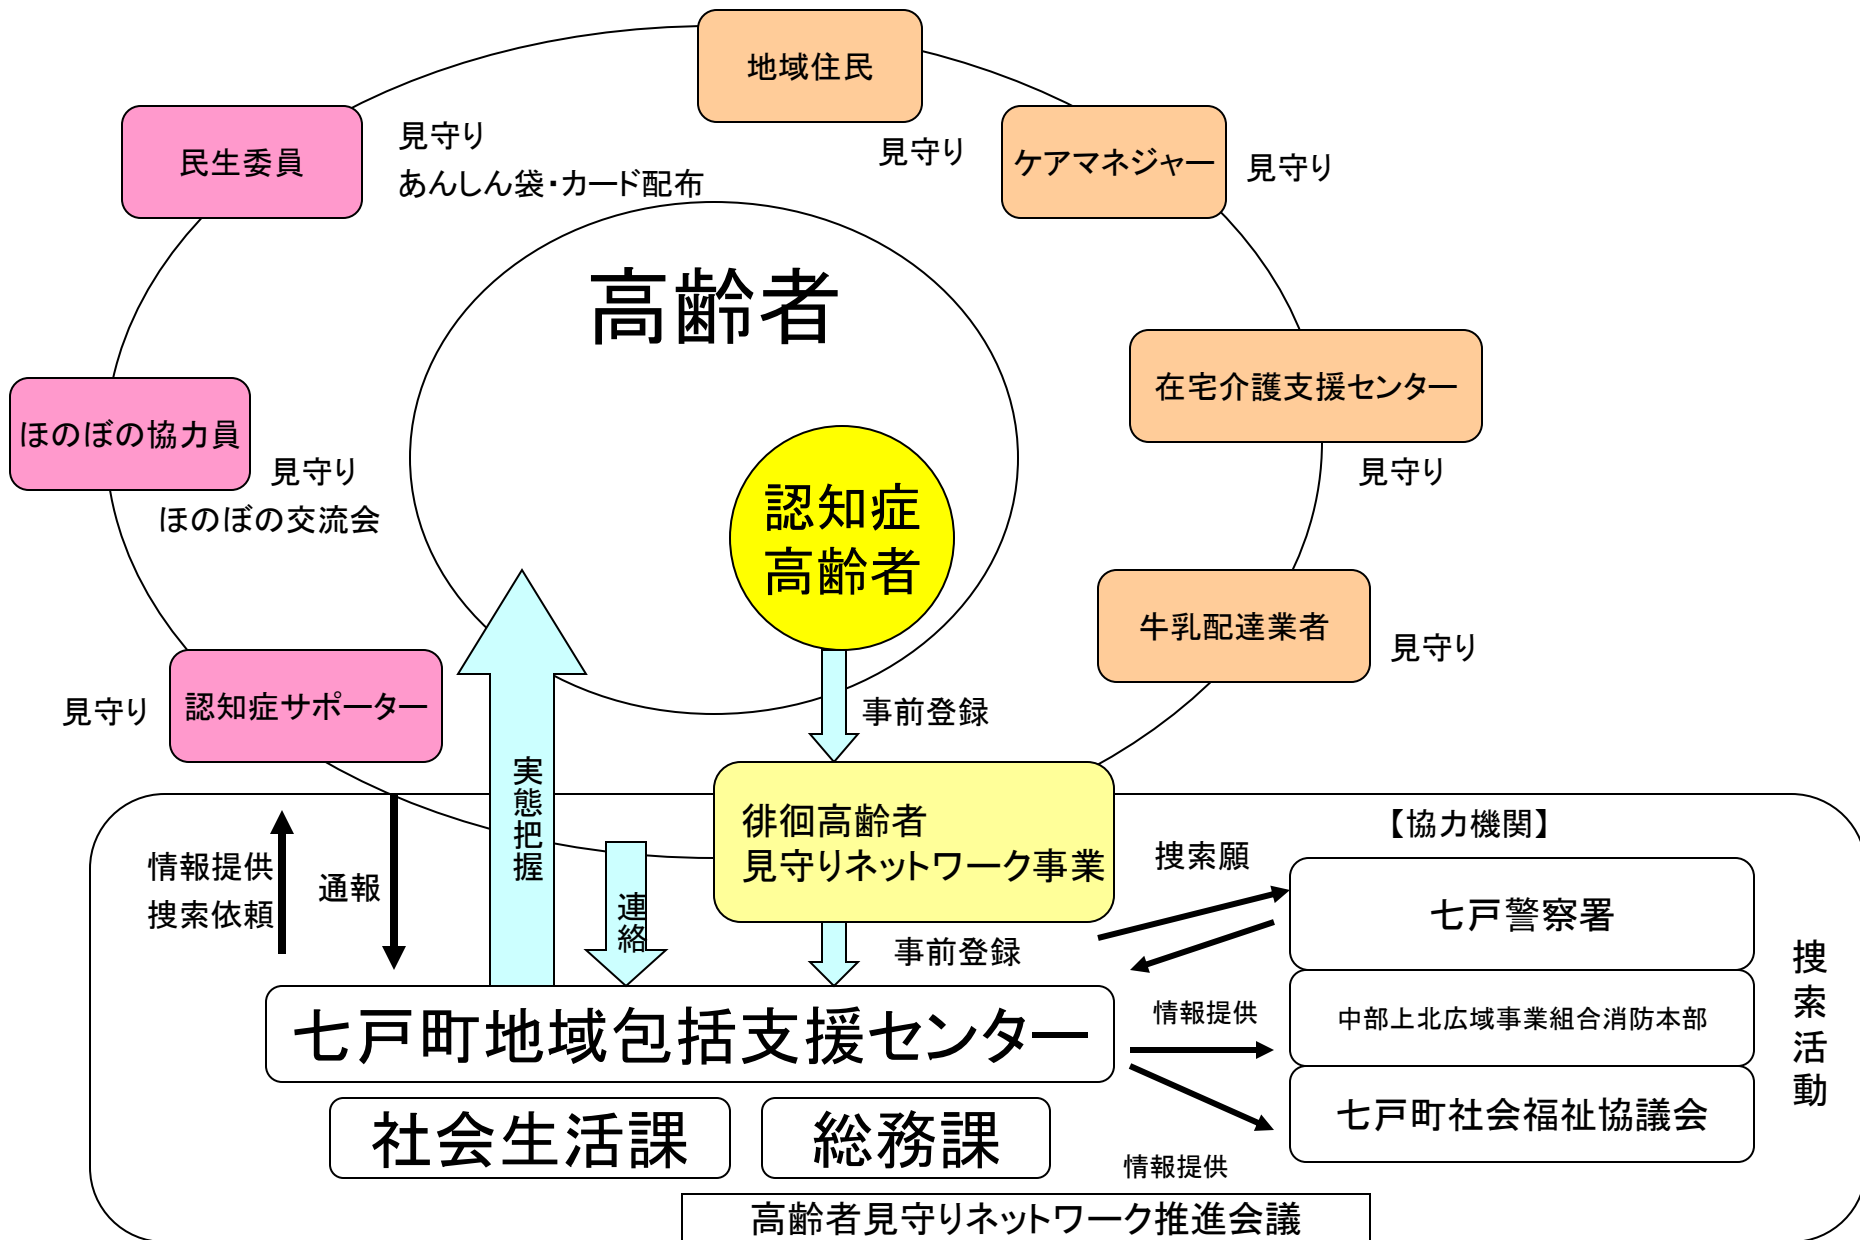 地域住民
見守り
民生委員
見守り
あんしん袋・カード配布
ケアマネジャー
見守り
高齢者
在宅介護支援センター
見守り
ほのぼの協力員
見守り
ほのぼの交流会
認知症
高齢者
牛乳配達業者
見守り
認知症サポーター
見守り
事前登録
実態把握
徘徊高齢者
見守りネットワーク事業
【協力機関】
情報提供
捜索依頼
通報
連絡
捜索願
七戸警察署
事前登録
捜索活動
情報提供
中部上北広域事業組合消防本部
七戸町地域包括支援センター
七戸町社会福祉協議会
社会生活課
総務課
情報提供
高齢者見守りネットワーク推進会議